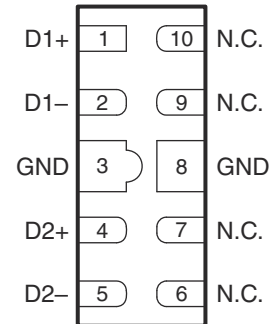 D1+ 1 10 N.C.
D1– 2 9 N.C.
GND 3 8 GND
D2+ 4 7 N.C.
D2– 5 6 N.C.